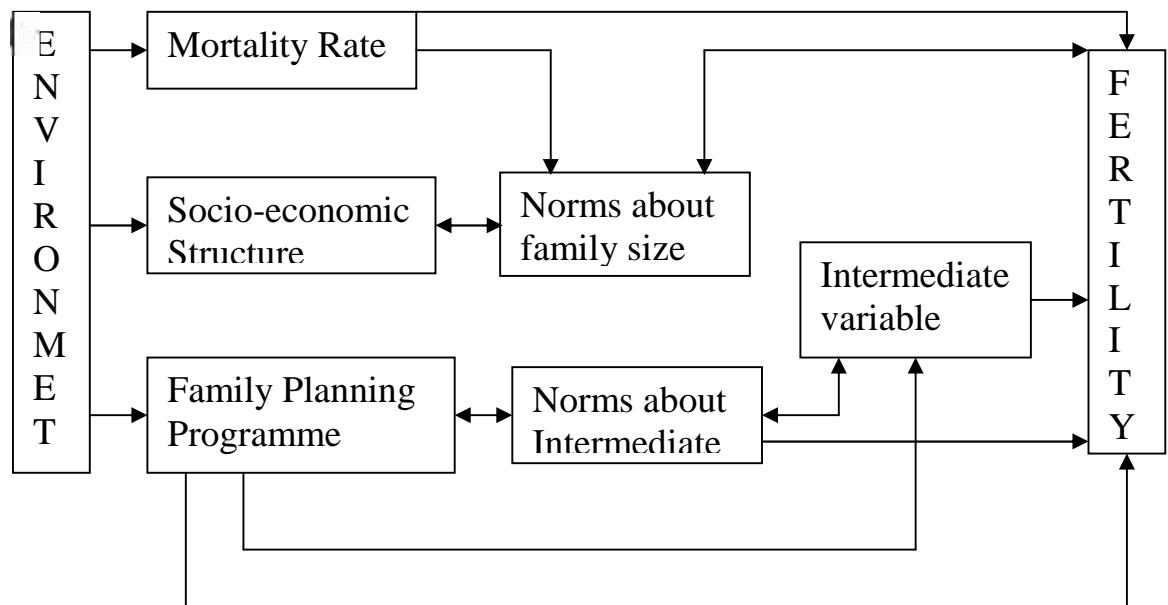 E
N
V
I
R
O
N
M
E
T
Mortality Rate
Socio-economic
Structure
Family Planning
Programme
Norms about
family size
Norms about
Intermediate
Intermediate
variable
F
E
R
T
I
L
I
T
Y